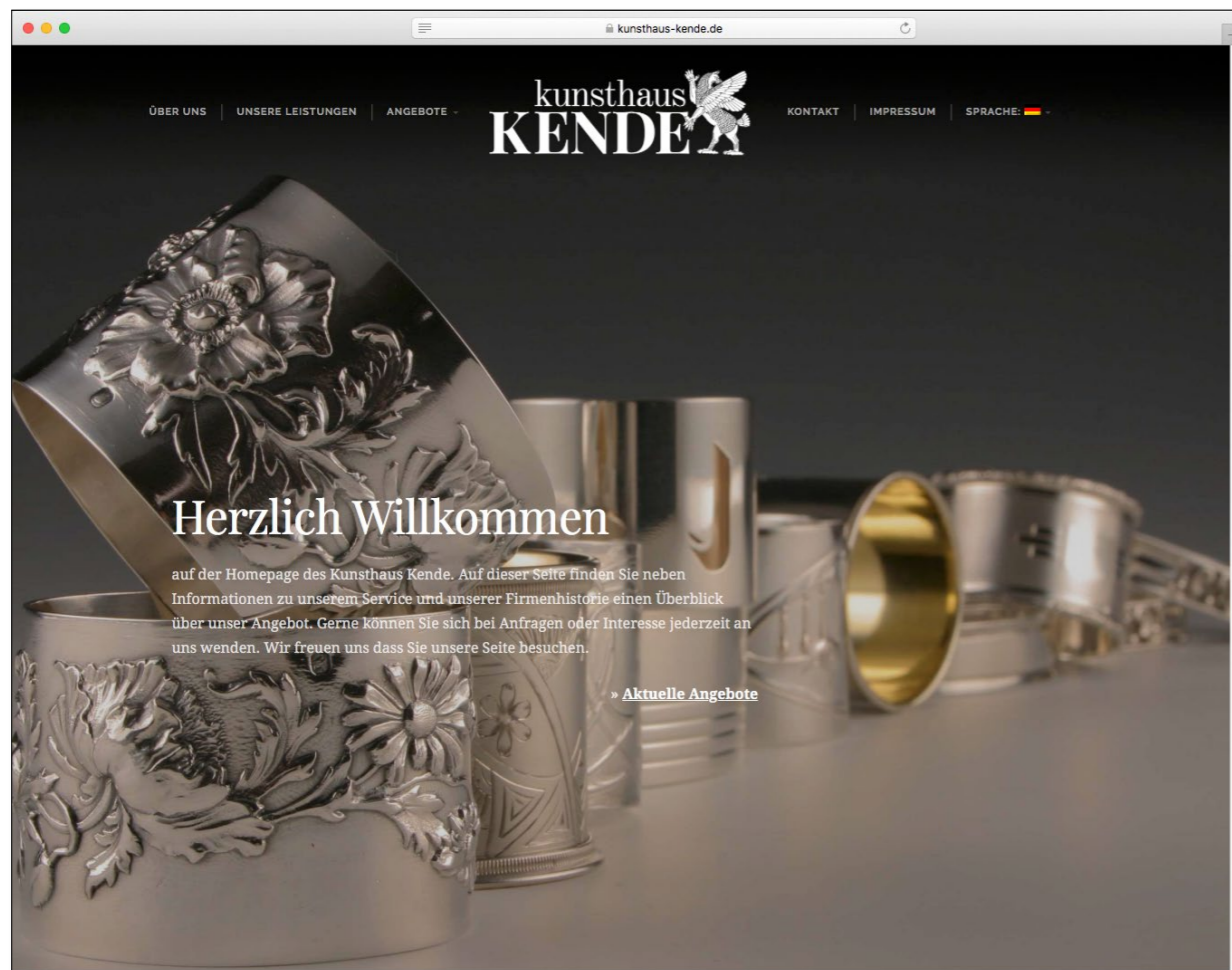 kunsthaus-kende.de
ÜBER UNS
UNSERE LEISTUNGEN
ANGEBOTE
kunsthaus
KENDE
KONTAKT
IMPRESSUM
SPRACHE:
Herzlich Willkommen
auf der Homepage des Kunsthaus Kende. Auf dieser Seite finden Sie neben
Informationen zu unserem Service und unserer Firmenhistorie einen Überblick
über unser Angebot. Gerne können Sie sich bei Anfragen oder Interesse jederzeit an
uns wenden. Wir freuen uns dass Sie unsere Seite besuchen.
» Aktuelle Angebote